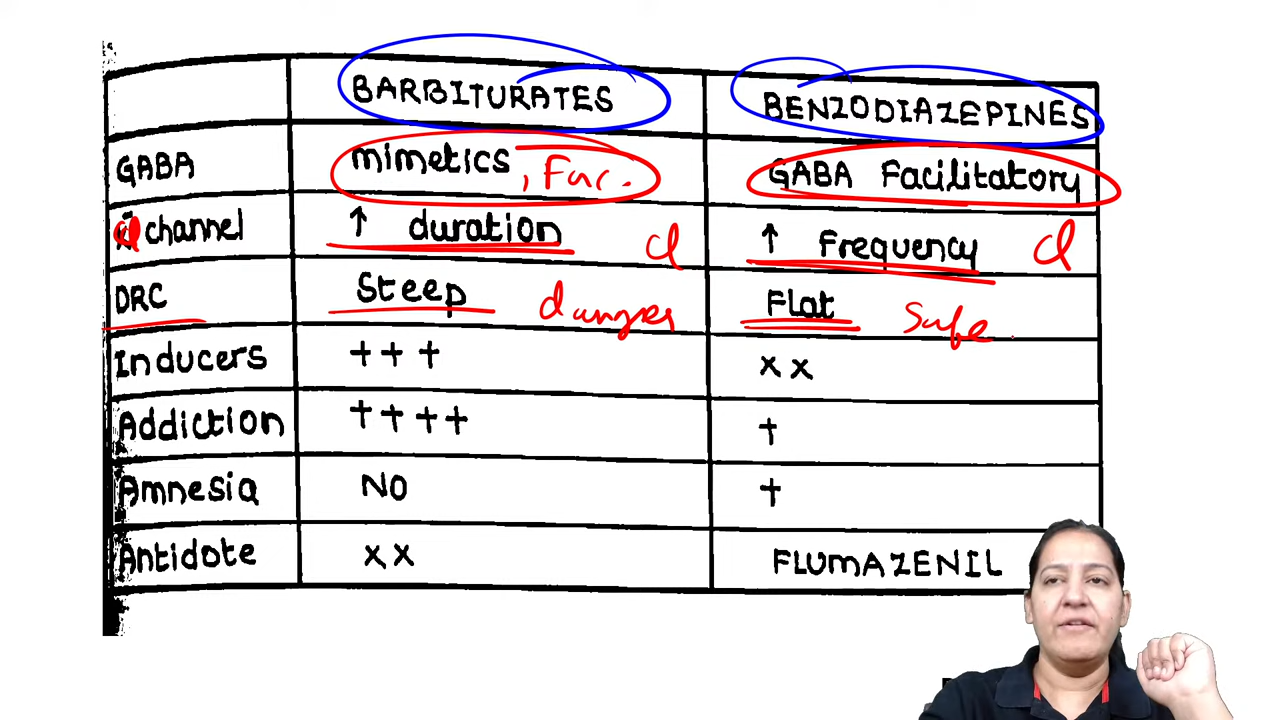 BARBITURATES BENZODIAZEPINES
GABA mimetics , Fac. GABA Facilitatory
cl channel ↑ duration cl ↑ Frequency cl
DRC Steep danger Flat Safe
Inducers +++ xx
Addiction ++++ +
Amnesia NO +
Antidote xx FLUMAZENIL